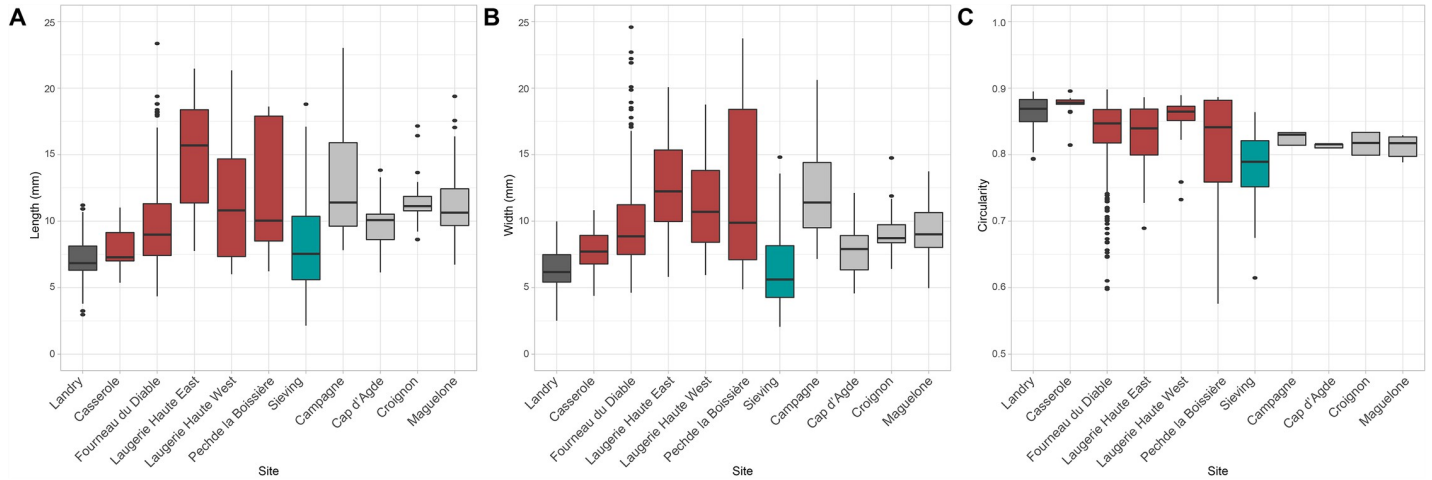 A
Length (mm)
25
20
15
10
5
0
Landry
Casserole
Fourneau du Diable
Laugerie Haute East
Laugerie Haute West
Pechde la Boissière
Sieving
Campagne
Cap d'Agde
Croignon
Maguelone
Site
B
Width (mm)
25
20
15
10
5
0
Landry
Casserole
Fourneau du Diable
Laugerie Haute East
Laugerie Haute West
Pechde la Boissière
Sieving
Campagne
Cap d'Agde
Croignon
Maguelone
Site
C
Circularity
1.0
0.9
0.8
0.7
0.6
0.5
Landry
Casserole
Fourneau du Diable
Laugerie Haute East
Laugerie Haute West
Pechde la Boissière
Sieving
Campagne
Cap d'Agde
Croignon
Maguelone
Site